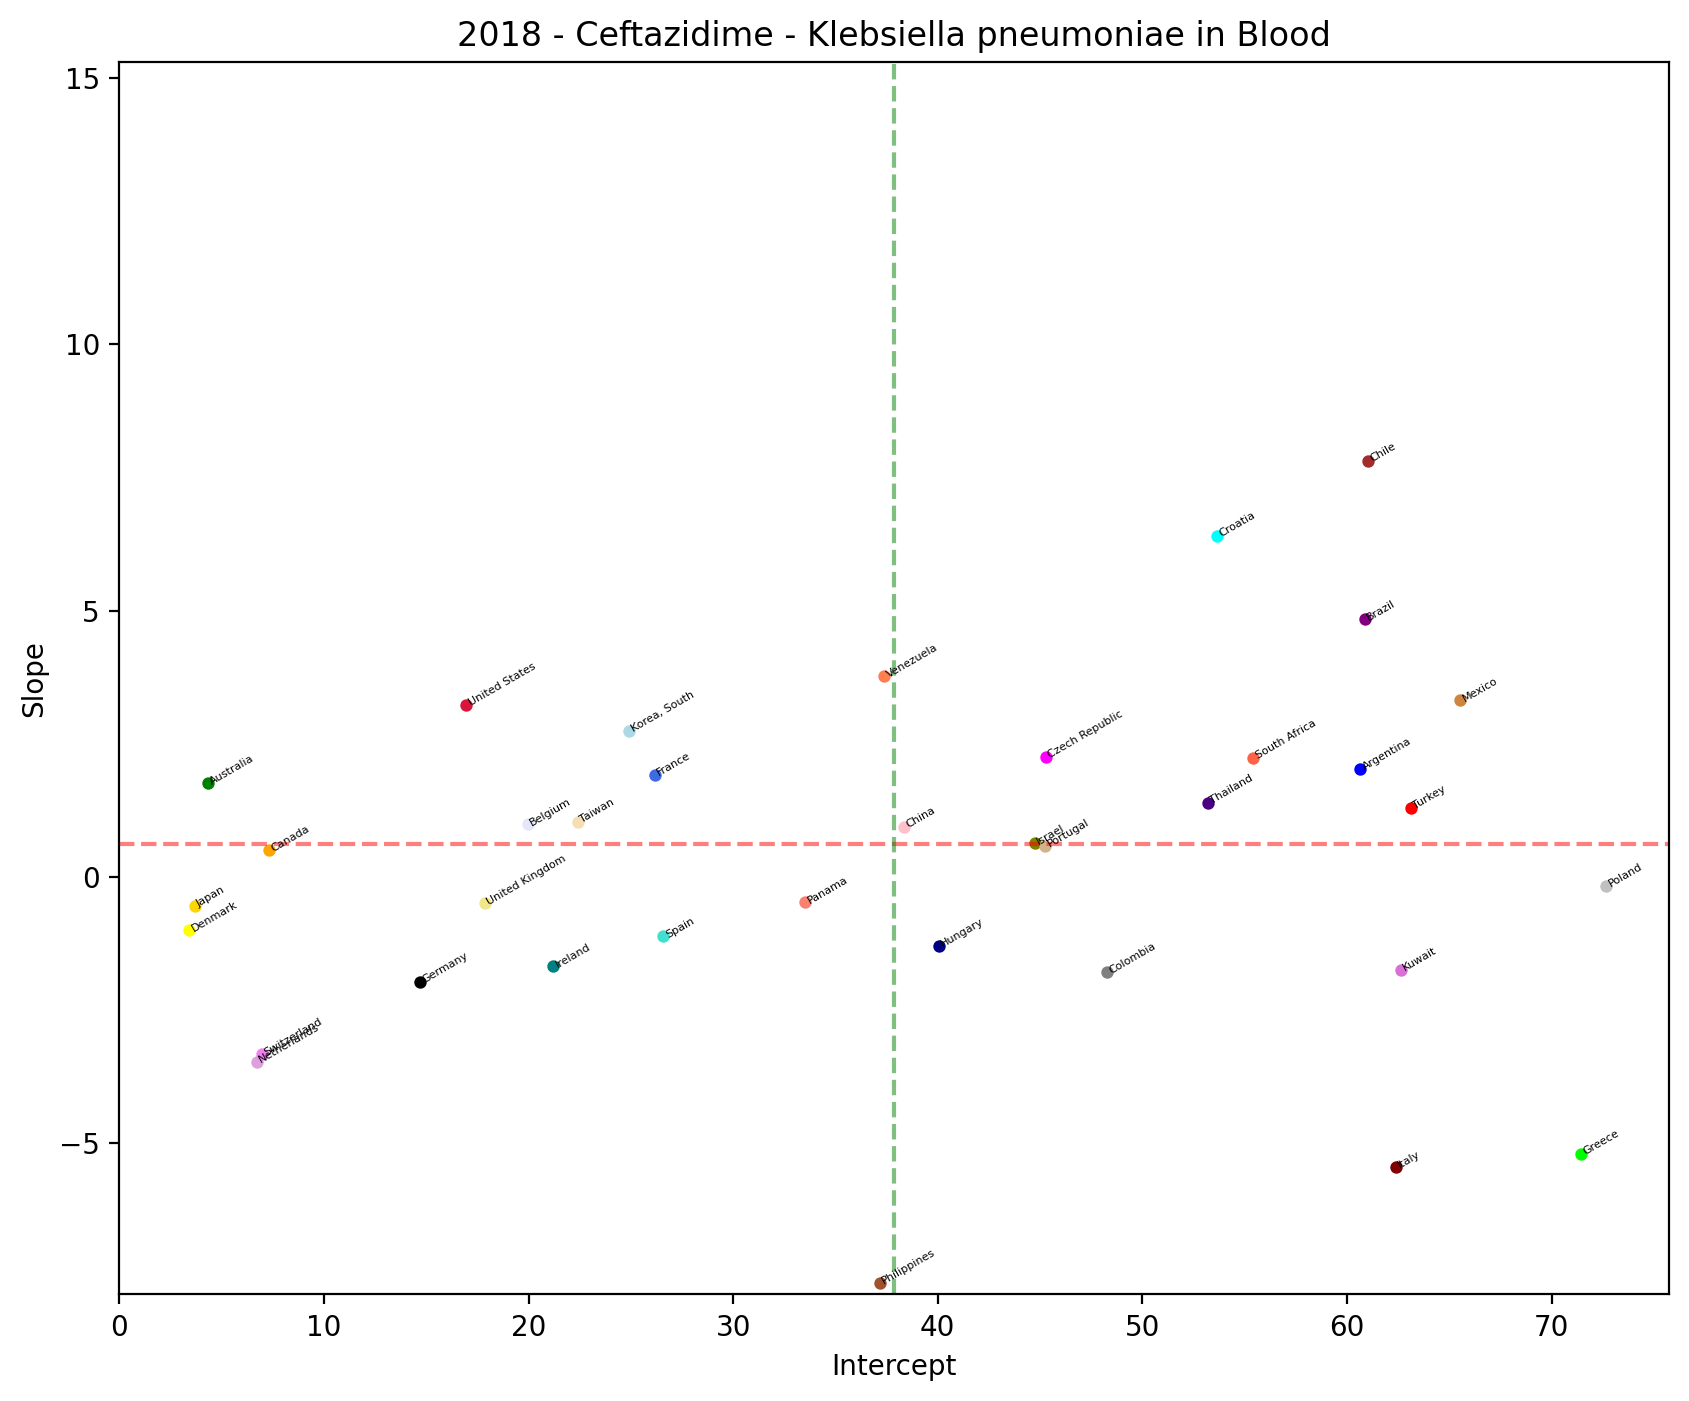 2018 - Ceftazidime - Klebsiella pneumoniae in Blood
15
10
5
0
−5
Slope
Chile
Croatia
Brazil
Venezuela
United States
Mexico
Korea, South
Czech Republic
South Africa
France
Argentina
Australia
Thailand
Turkey
Belgium
Taiwan
China
Israel
Portugal
Canada
United Kingdom
Poland
Panama
Japan
Denmark
Spain
Hungary
Ireland
Colombia
Kuwait
Germany
Switzerland
Netherlands
Greece
Italy
Philippines
0
10
20
30
40
50
60
70
Intercept